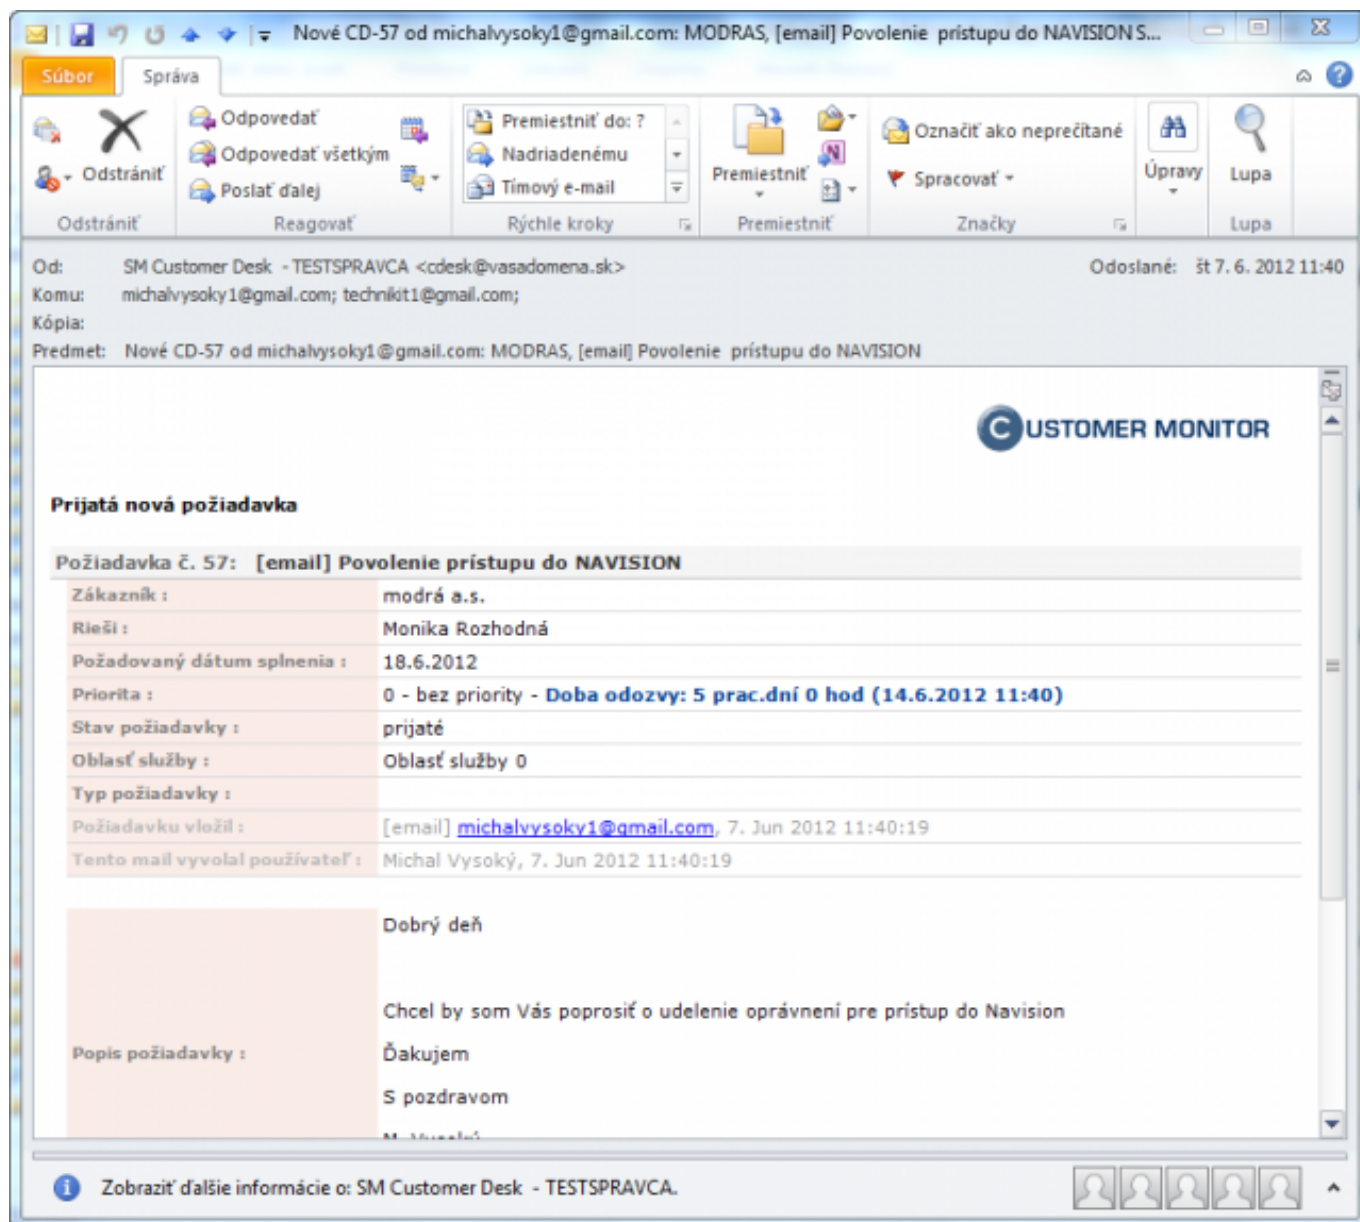 Nové CD-57 od michalvysoky1@gmail.com: MODRAS, [email] Povolenie prístupu do NAVISION S...
Súbor Správa
Odstrániť
Odpovedať
Odpovedať všetkým
Poslať ďalej
Premiestniť do: ?
Nadriadenému
Tímový e-mail
Premiestniť
Označiť ako neprečítané
Spracovať
Úpravy
Lupa
Odstrániť Reagovať Rýchle kroky Premiestniť Značky Lupa
Od: SM Customer Desk - TESTSPRAVCA <cdesk@vasadomena.sk> Odoslané: št 7. 6. 2012 11:40
Komu: michalvysoky1@gmail.com; technikit1@gmail.com;
Kópia:
Predmet: Nové CD-57 od michalvysoky1@gmail.com: MODRAS, [email] Povolenie prístupu do NAVISION
CUSTOMER MONITOR
Prijatá nová požiadavka
Požiadavka č. 57: [email] Povolenie prístupu do NAVISION
Zákazník : modrá a.s.
Rieši : Monika Rozhodná
Požadovaný dátum splnenia : 18.6.2012
Priorita : 0 - bez priority - Doba odozvy: 5 prac.dní 0 hod (14.6.2012 11:40)
Stav požiadavky : prijaté
Oblasť služby : Oblasť služby 0
Typ požiadavky :
Požiadavku vložil : [email] michalvysoky1@gmail.com, 7. Jun 2012 11:40:19
Tento mail vyvolal používateľ : Michal Vysoký, 7. Jun 2012 11:40:19
Dobrý deň
Chcel by som Vás poprosiť o udelenie oprávnení pre prístup do Navision
Popis požiadavky : Ďakujem
S pozdravom
M. Vysoký
Zobraziť ďalšie informácie o: SM Customer Desk - TESTSPRAVCA.